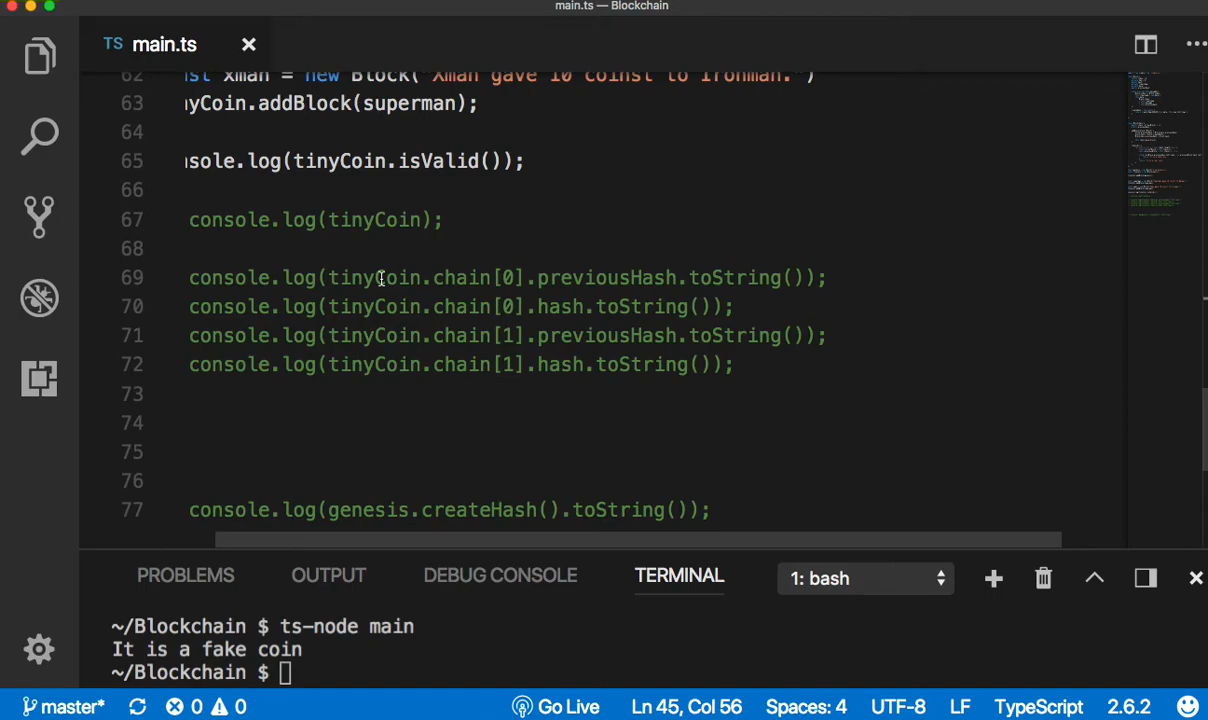 main.ts — Blockchain
TS main.ts
62 ıst xman = new Block("Xman gave 10 coinst to Ironman.")
63 ıyCoin.addBlock(superman);
64
65 ısole.log(tinyCoin.isValid());
66
67 console.log(tinyCoin);
68
69 console.log(tinyCoin.chain[0].previousHash.toString());
70 console.log(tinyCoin.chain[0].hash.toString());
71 console.log(tinyCoin.chain[1].previousHash.toString());
72 console.log(tinyCoin.chain[1].hash.toString());
73
74
75
76
77 console.log(genesis.createHash().toString());
PROBLEMS OUTPUT DEBUG CONSOLE TERMINAL 1: bash
~/Blockchain $ ts-node main
It is a fake coin
~/Blockchain $
master* 0 0 Go Live Ln 45, Col 56 Spaces: 4 UTF-8 LF TypeScript 2.6.2